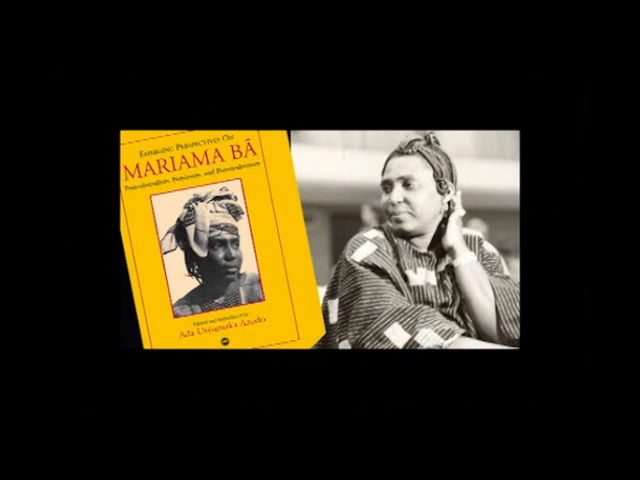 EMERGING PERSPECTIVES ON
MARIAMA BÂ
Postcolonialism, Feminism, and Postmodernism
Edited and Introduced by
Ada Uzoamaka Azodo